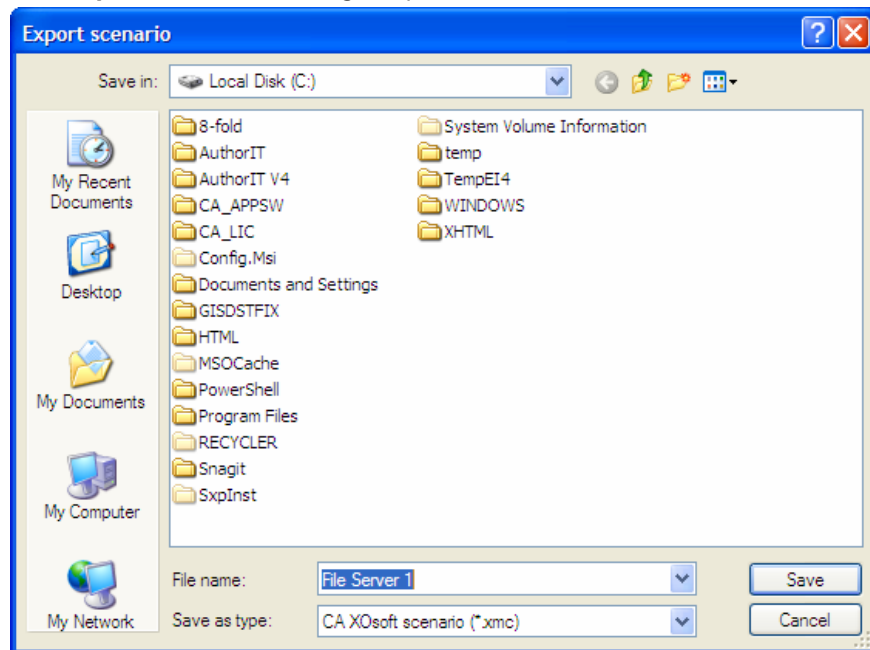 Export scenario
Save in:
Local Disk (C:)
My Recent
Documents
Desktop
My Documents
My Computer
My Network
8-fold
AuthorIT
AuthorIT V4
CA_APPSW
CA_LIC
Config.Msi
Documents and Settings
GISDSTFIX
HTML
MSOCache
PowerShell
Program Files
RECYCLER
Snagit
SxpInst
System Volume Information
temp
TempEI4
WINDOWS
XHTML
File name:
File Server 1
Save
Save as type:
CA XOsoft scenario (*.xmc)
Cancel